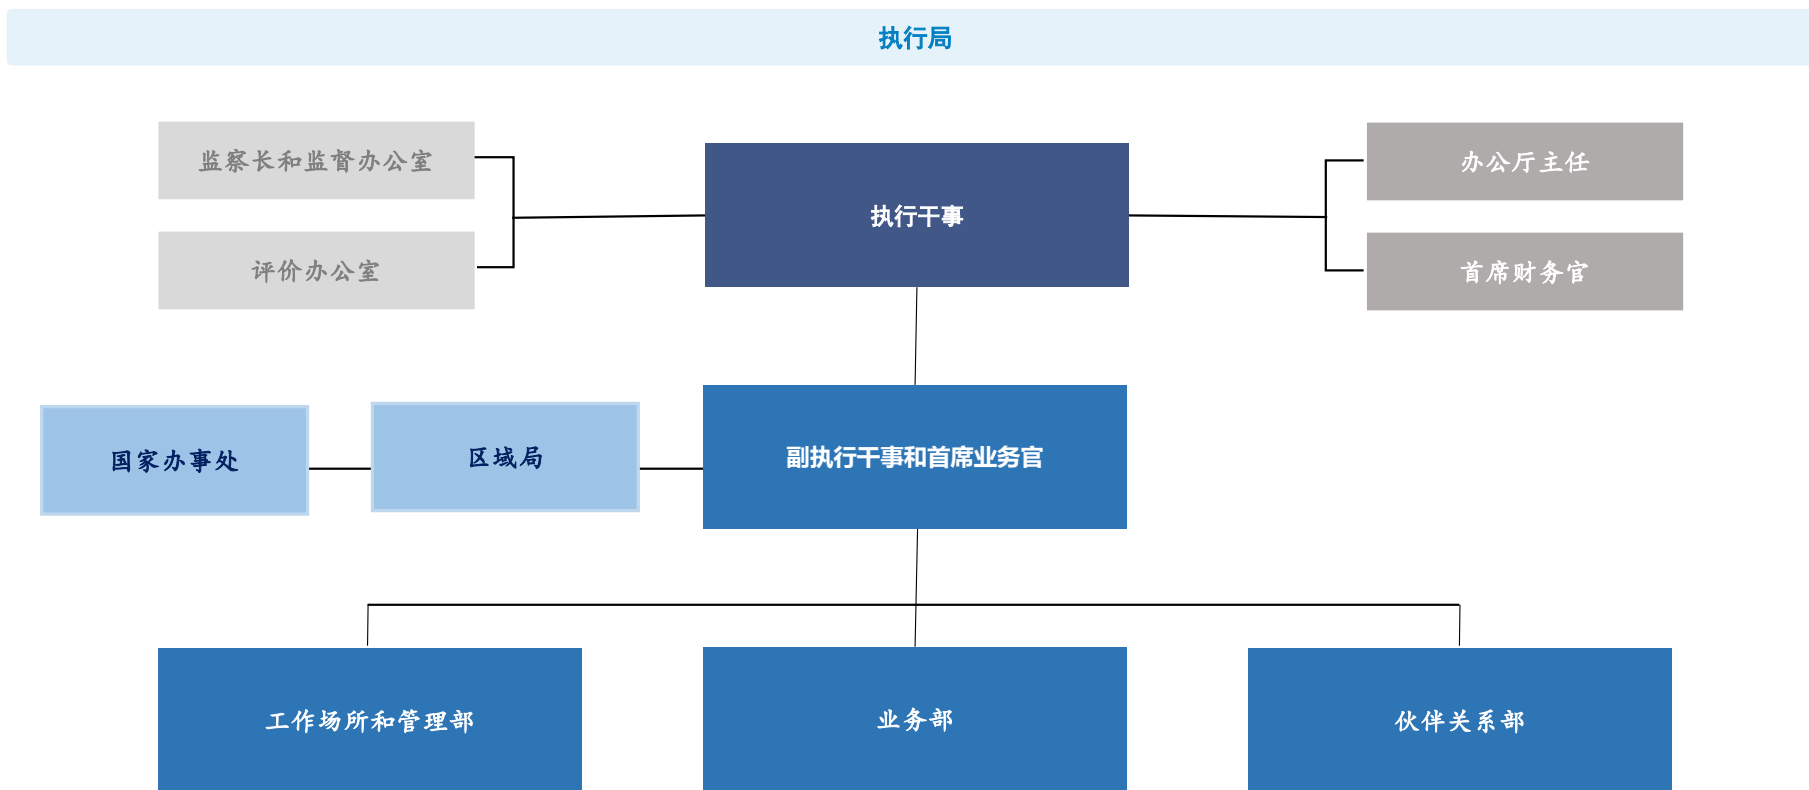 执行局
监察长和监督办公室
执行干事
办公厅主任
评价办公室
首席财务官
国家办事处
区域局
副执行干事和首席业务官
工作场所和管理部
业务部
伙伴关系部